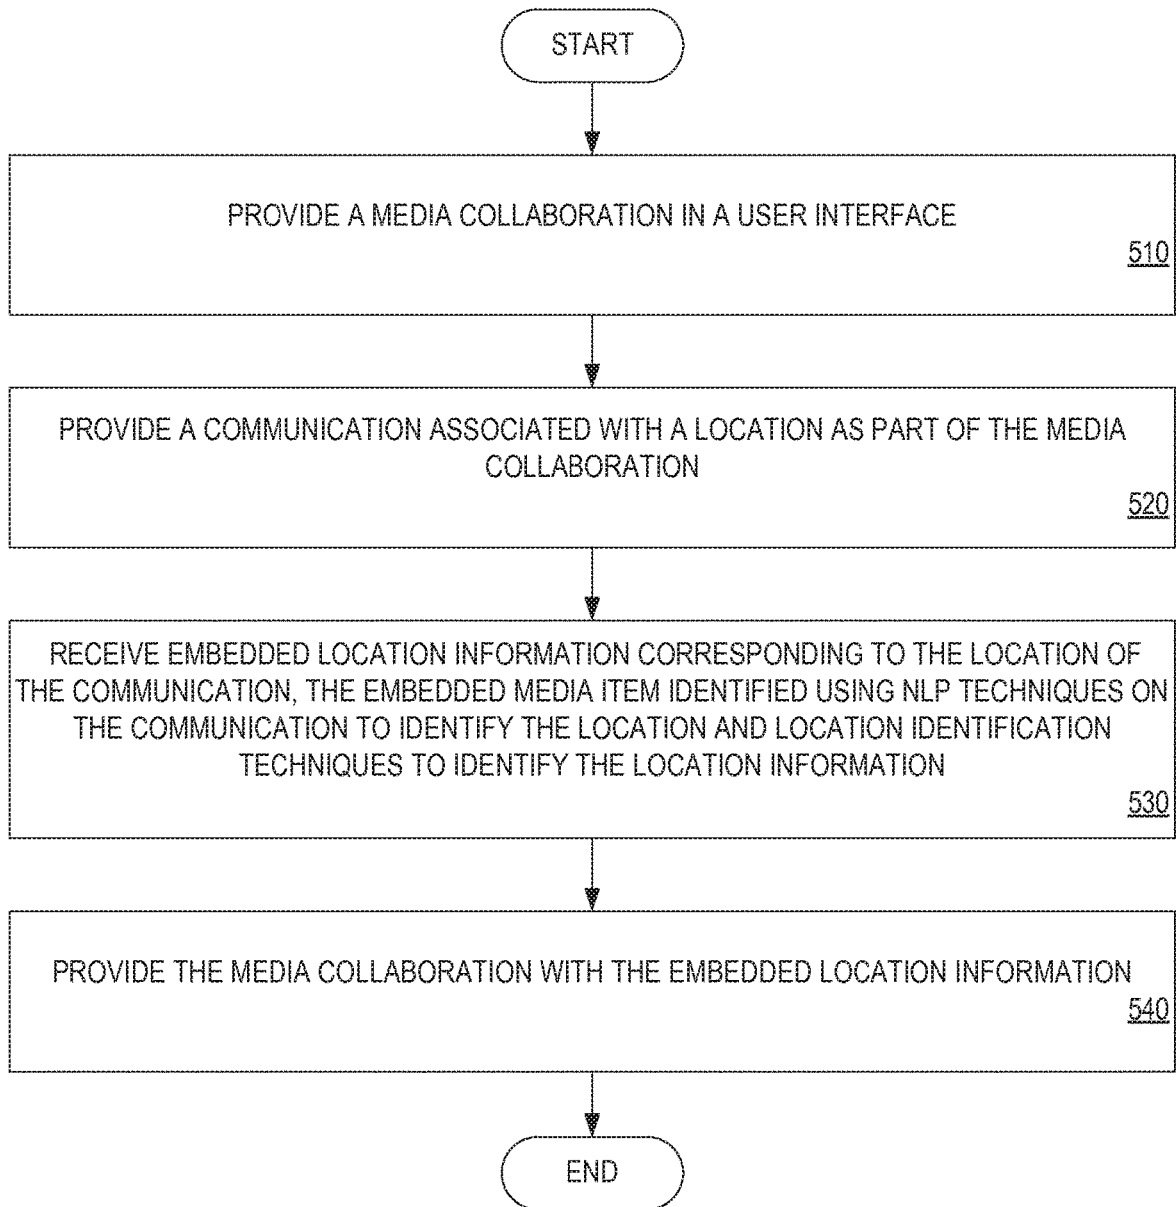 START
PROVIDE A MEDIA COLLABORATION IN A USER INTERFACE
510
PROVIDE A COMMUNICATION ASSOCIATED WITH A LOCATION AS PART OF THE MEDIA
COLLABORATION
520
RECEIVE EMBEDDED LOCATION INFORMATION CORRESPONDING TO THE LOCATION OF
THE COMMUNICATION, THE EMBEDDED MEDIA ITEM IDENTIFIED USING NLP TECHNIQUES ON
THE COMMUNICATION TO IDENTIFY THE LOCATION AND LOCATION IDENTIFICATION
TECHNIQUES TO IDENTIFY THE LOCATION INFORMATION
530
PROVIDE THE MEDIA COLLABORATION WITH THE EMBEDDED LOCATION INFORMATION
540
END